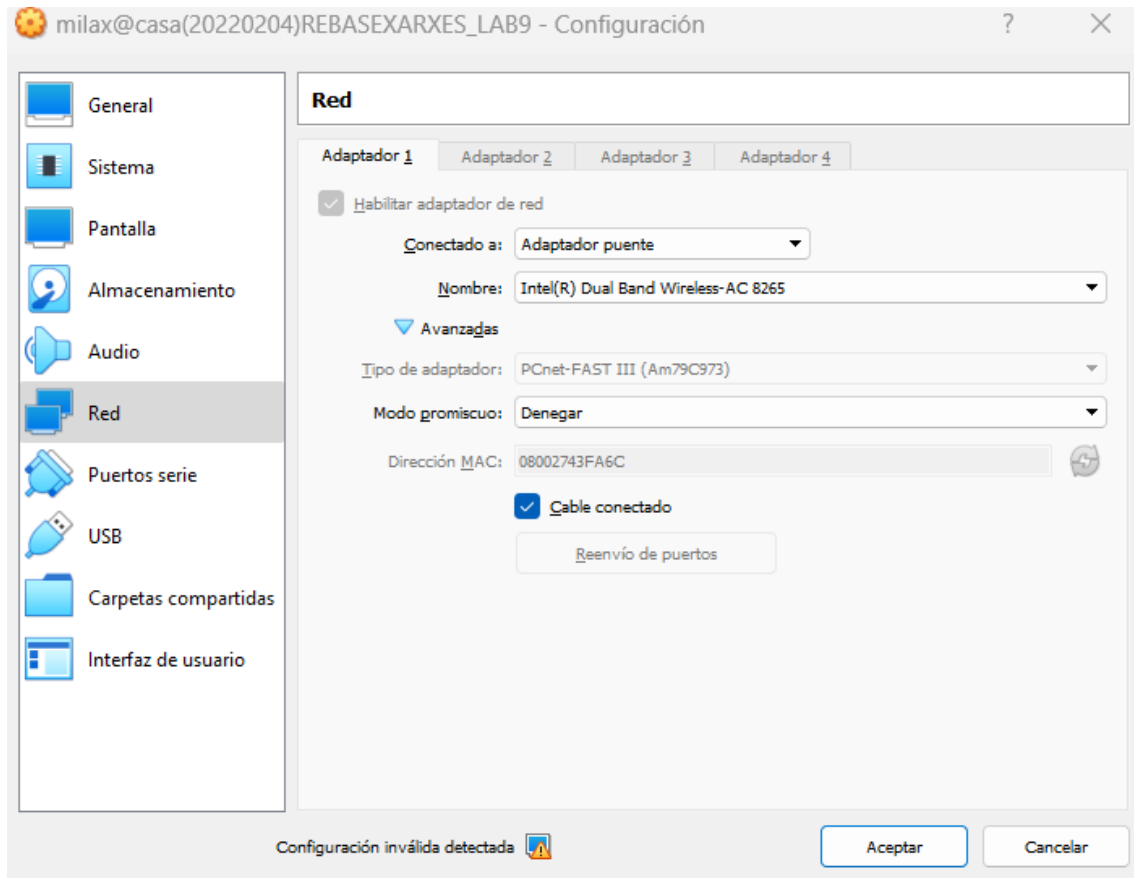 milax@casa(20220204)REBASEXARXES_LAB9 - Configuración
?
General
Sistema
Pantalla
Almacenamiento
Audio
Red
Puertos serie
USB
Carpetas compartidas
Interfaz de usuario
Red
Adaptador 1 Adaptador 2 Adaptador 3 Adaptador 4
Habilitar adaptador de red
Conectado a: Adaptador puente
Nombre: Intel(R) Dual Band Wireless-AC 8265
Avanzadas
Tipo de adaptador: PCnet-FAST III (Am79C973)
Modo promiscuo: Denegar
Dirección MAC: 08002743FA6C
Cable conectado
Reenvío de puertos
Configuración inválida detectada
Aceptar Cancelar